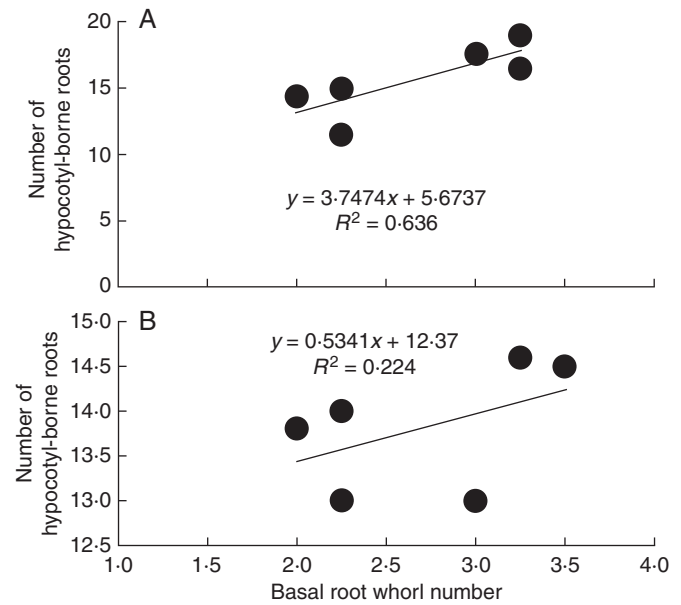 A
20
15
10
5
0
Number of
hypocotyl-borne roots
y = 3·7474x + 5·6737
R² = 0·636
B
15·0
14·5
14·0
13·5
13·0
12·5
Number of
hypocotyl-borne roots
y = 0·5341x + 12·37
R² = 0·224
1·0 1·5 2·0 2·5 3·0 3·5 4·0
Basal root whorl number